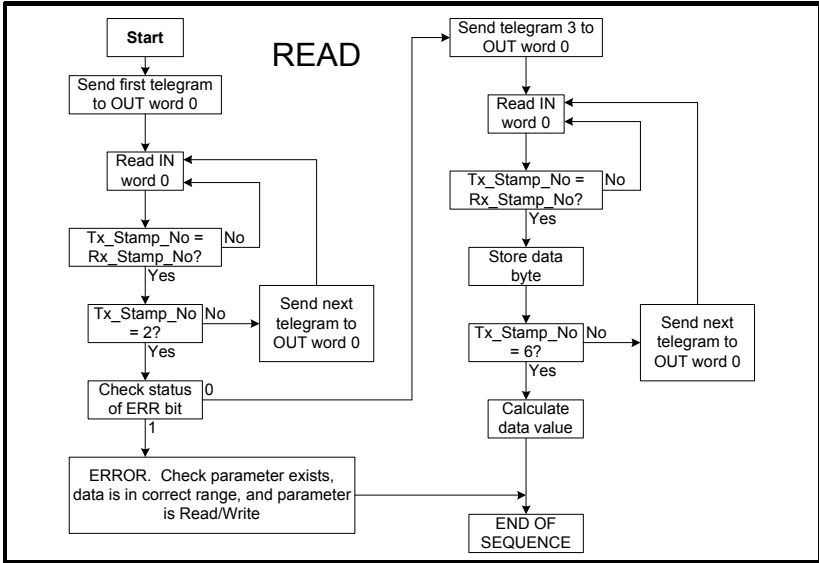 READ
Start
Send first telegram
to OUT word 0
Read IN
word 0
Tx_Stamp_No =
Rx_Stamp_No?
No
Yes
Tx_Stamp_No
= 2?
No
Yes
Send next
telegram to
OUT word 0
Check status
of ERR bit
0
1
ERROR.  Check parameter exists,
data is in correct range, and parameter
is Read/Write
Send telegram 3 to
OUT word 0
Read IN
word 0
Tx_Stamp_No =
Rx_Stamp_No?
No
Yes
Store data
byte
Tx_Stamp_No
= 6?
No
Yes
Send next
telegram to
OUT word 0
Calculate
data value
END OF
SEQUENCE